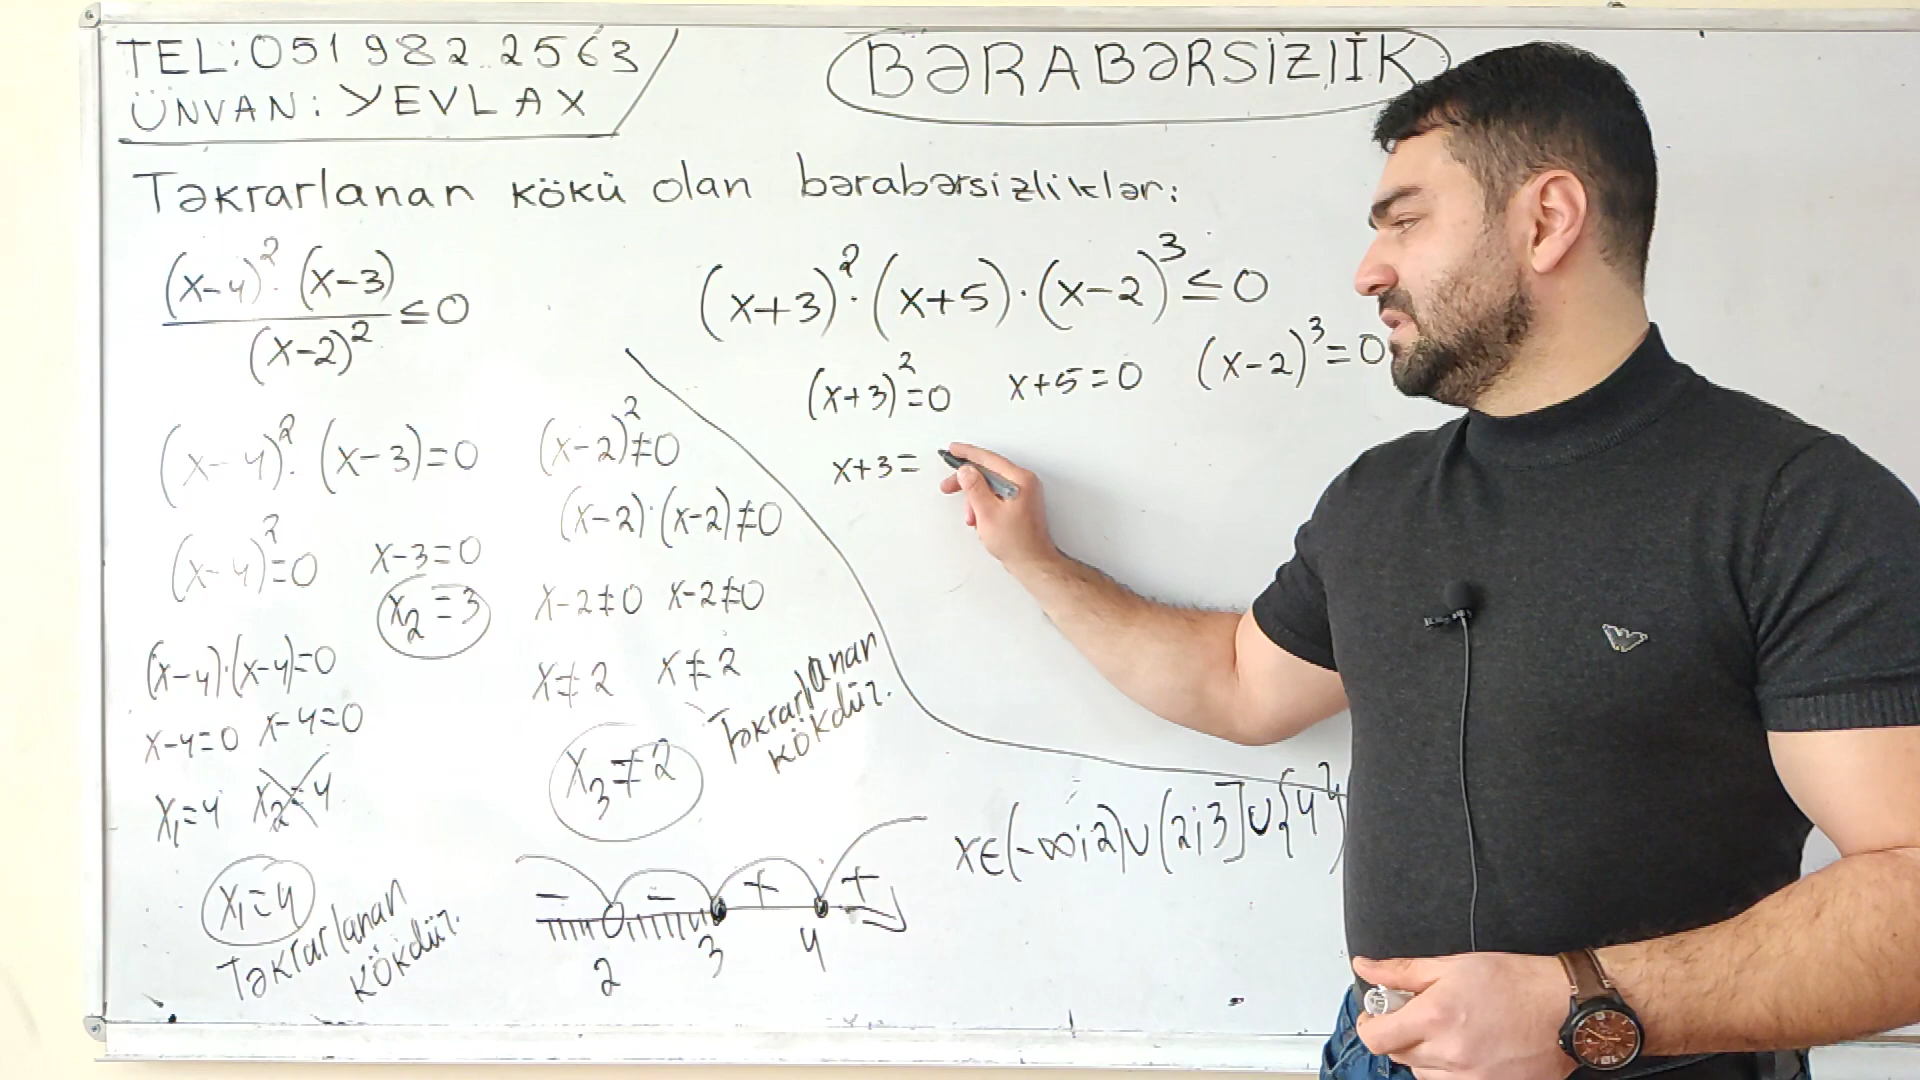 TEL:051 982 2563
ÜNVAN: YEVLAX
BƏRABƏRSİZLİK
Təkrarlanan kökü olan bərabərsizliklər:
(x-4)²·(x-3)
(x-2)²
≤0
(x-4)²·(x-3)=0
(x-4)²=0
x-3=0
x₂=3
(x-4)·(x-4)=0
x-4=0 x-4=0
x₁=4 x₂=4
x₁=4
Təkrarlanan
kökdür.
(x-2)²≠0
(x-2)·(x-2)≠0
x-2≠0 x-2≠0
x≠2 x≠2
x₃≠2
Təkrarlanan
kökdür.
- - + +
2 3 4
(x+3)²·(x+5)·(x-2)³≤0
(x+3)²=0 x+5=0 (x-2)³=0
x+3=
x∈(-∞;2)∪(2;3]∪{4}